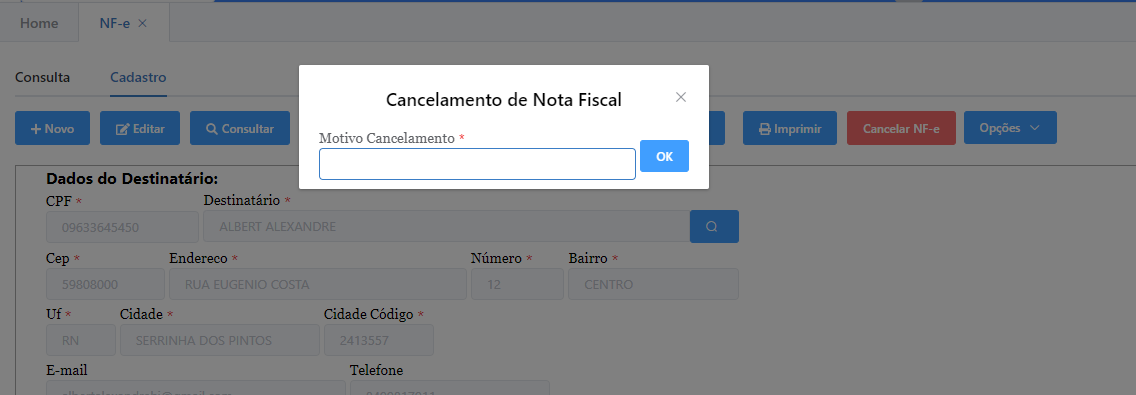 Home NF-e
Consulta Cadastro
Cancelamento de Nota Fiscal
Novo Editar Consultar Imprimir Cancelar NF-e Opções
Motivo Cancelamento *
OK
Dados do Destinatário:
CPF * Destinatário *
09633645450 ALBERT ALEXANDRE
Cep * Endereco * Número * Bairro *
59808000 RUA EUGENIO COSTA 12 CENTRO
Uf * Cidade * Cidade Código *
RN SERRINHA DOS PINTOS 2413557
E-mail Telefone